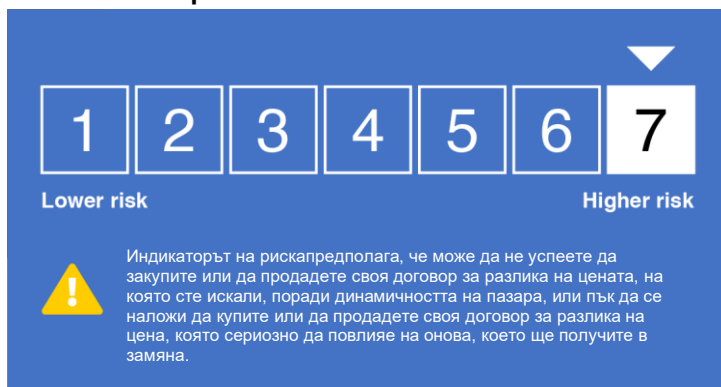 1 2 3 4 5 6 7
Lower risk Higher risk
Индикаторът на рискапредполага, че може да не успеете да
закупите или да продадете своя договор за разлика на цената, на
която сте искали, поради динамичността на пазара, или пък да се
наложи да купите или да продадете своя договор за разлика на
цена, която сериозно да повлияе на онова, което ще получите в
замяна.